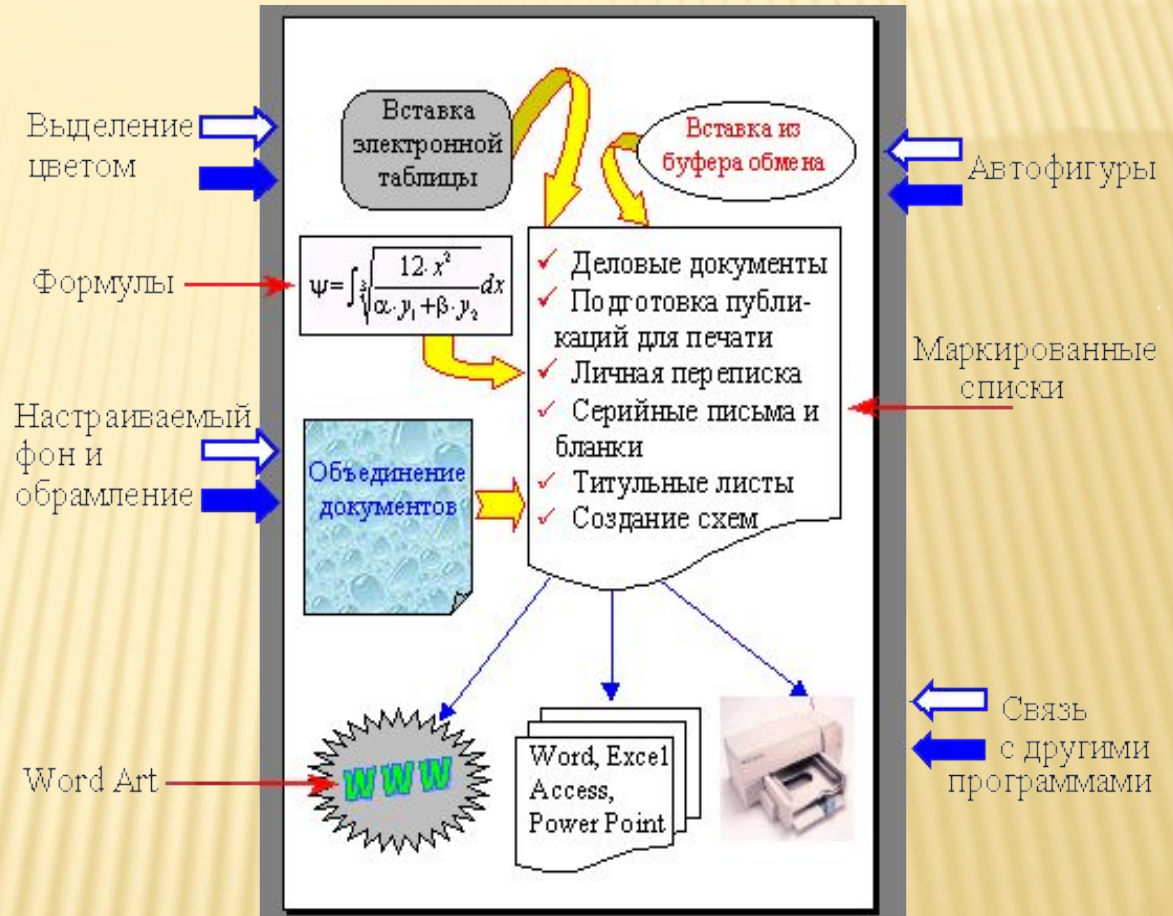 Выделение
цветом
Формулы
Настраиваемый
фон и
обрамление
Word Art
Вставка
электронной
таблицы
Вставка из
буфера обмена
ψ=∫∛(12·x²/(α·y₁+β·y₂))dx
✓ Деловые документы
✓ Подготовка публи-
каций для печати
✓ Личная переписка
✓ Серийные письма и
бланки
✓ Титульные листы
✓ Создание схем
Объединение
документов
WWW
Word, Excel
Access,
Power Point
Автофигуры
Маркированные
списки
Связь
с другими
программами